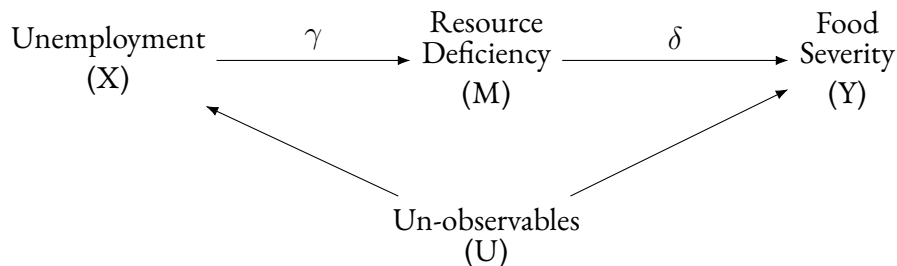 Unemployment
(X)
γ
Resource
Deficiency
(M)
δ
Food
Severity
(Y)
Un-observables
(U)